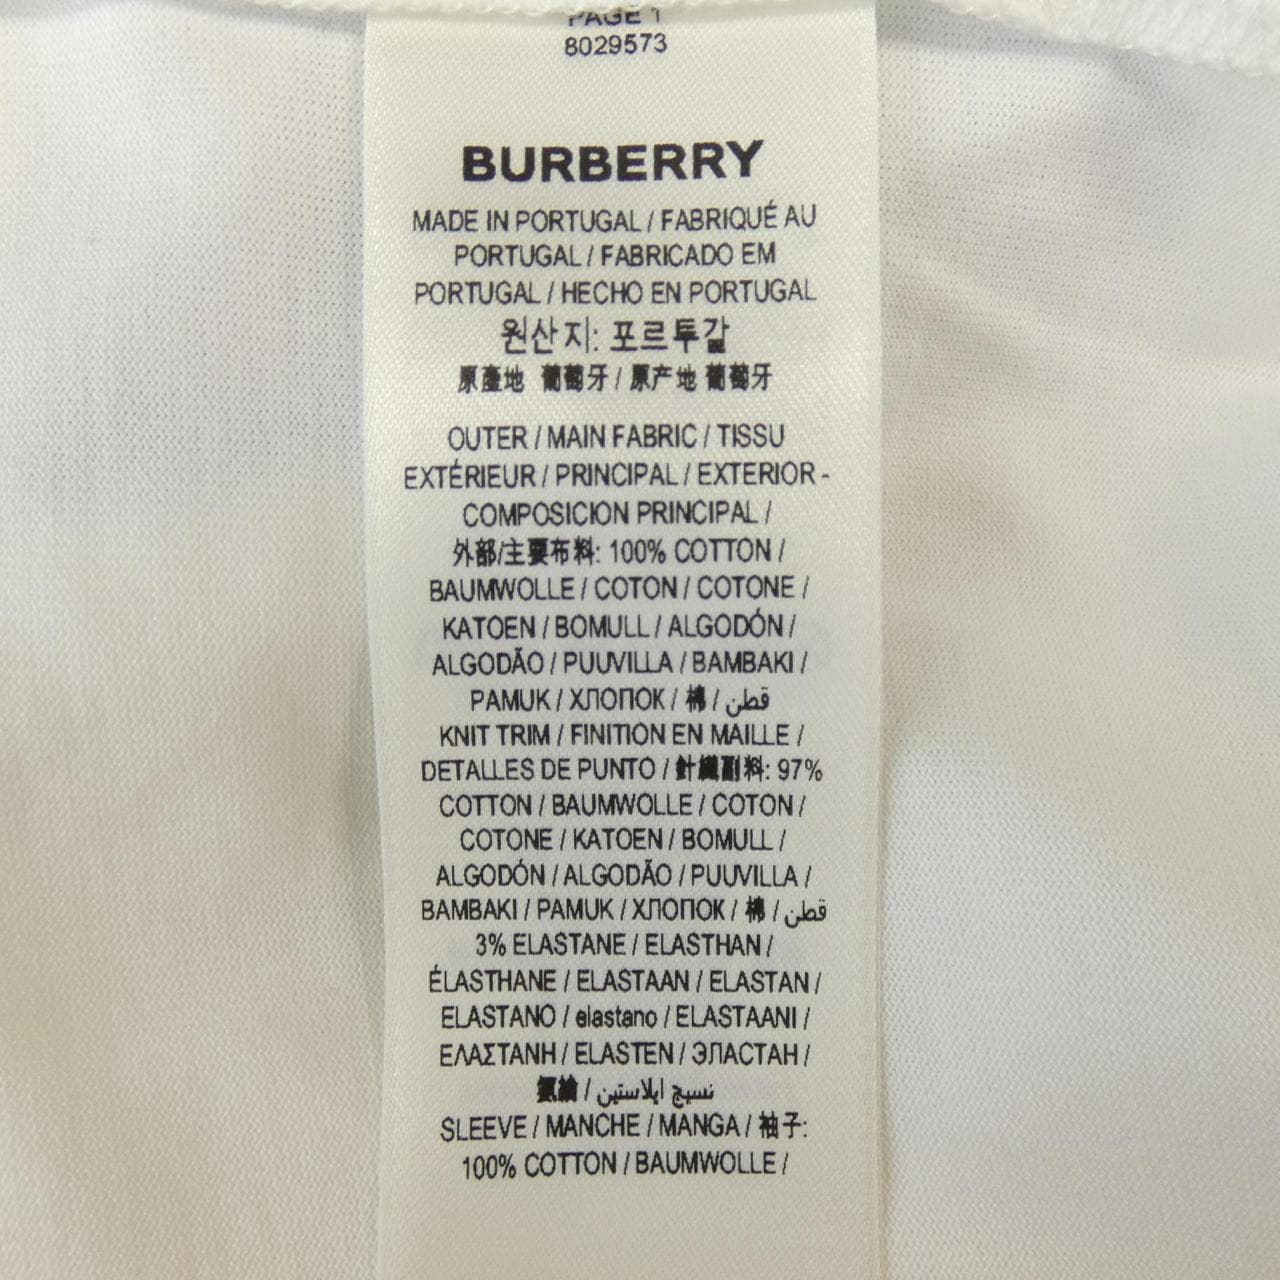 PAGE 1
8029573
BURBERRY
MADE IN PORTUGAL / FABRIQUÉ AU
PORTUGAL / FABRICADO EM
PORTUGAL / HECHO EN PORTUGAL
원산지: 포르투갈
原產地 葡萄牙 / 原产地 葡萄牙
OUTER / MAIN FABRIC / TISSU
EXTÉRIEUR / PRINCIPAL / EXTERIOR -
COMPOSICION PRINCIPAL /
外部/主要布料: 100% COTTON /
BAUMWOLLE / COTON / COTONE /
KATOEN / BOMULL / ALGODÓN /
ALGODÃO / PUUVILLA / BAMBAKI /
PAMUK / ХЛОПОК / 棉 / قطن
KNIT TRIM / FINITION EN MAILLE /
DETALLES DE PUNTO / 針織副料: 97%
COTTON / BAUMWOLLE / COTON /
COTONE / KATOEN / BOMULL /
ALGODÓN / ALGODÃO / PUUVILLA /
BAMBAKI / PAMUK / ХЛОПОК / 棉 / قطن
3% ELASTANE / ELASTHAN /
ÉLASTHANE / ELASTAAN / ELASTAN /
ELASTANO / elastano / ELASTAANI /
ΕΛΑΣΤΑΝΗ / ELASTEN / ЭЛАСТАН /
氨綸 / نسيج ايلاستين
SLEEVE / MANCHE / MANGA / 袖子:
100% COTTON / BAUMWOLLE /